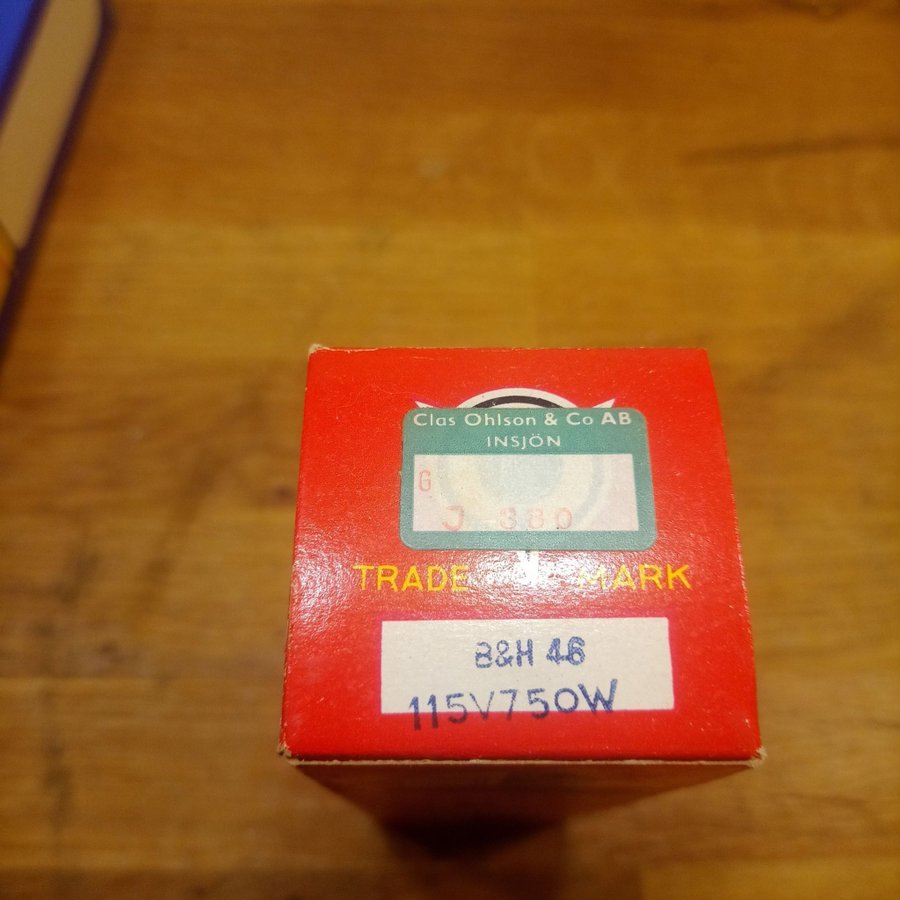 Clas Ohlson & Co AB
INSJÖN
G
J 380
TRADE MARK
B&H 46
115V750W